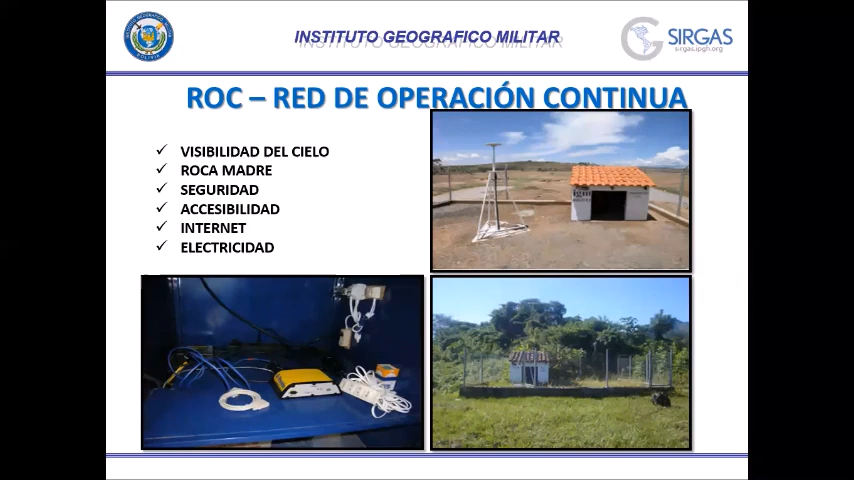 INSTITUTO GEOGRAFICO MILITAR
SIRGAS
sirgas.ipgh.org
ROC – RED DE OPERACIÓN CONTINUA
✓ VISIBILIDAD DEL CIELO
✓ ROCA MADRE
✓ SEGURIDAD
✓ ACCESIBILIDAD
✓ INTERNET
✓ ELECTRICIDAD
igm